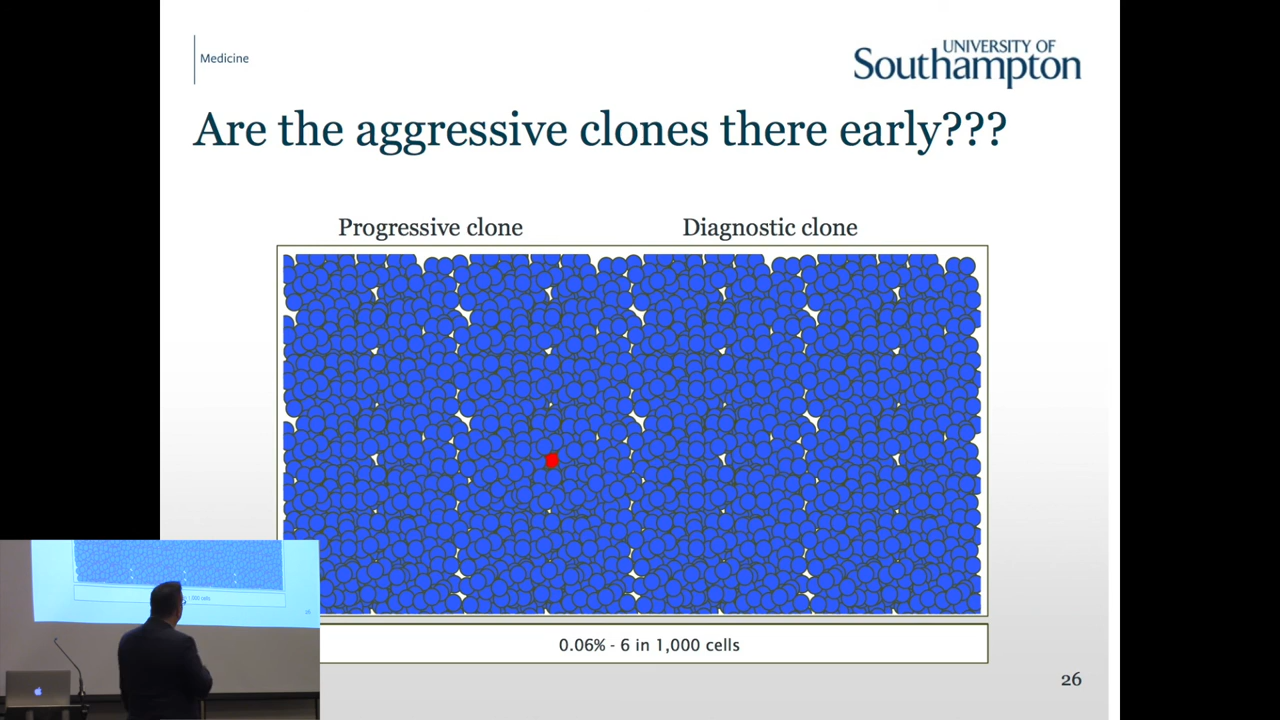 Medicine
UNIVERSITY OF
Southampton
Are the aggressive clones there early???
Progressive clone
Diagnostic clone
0.06% - 6 in 1,000 cells
26